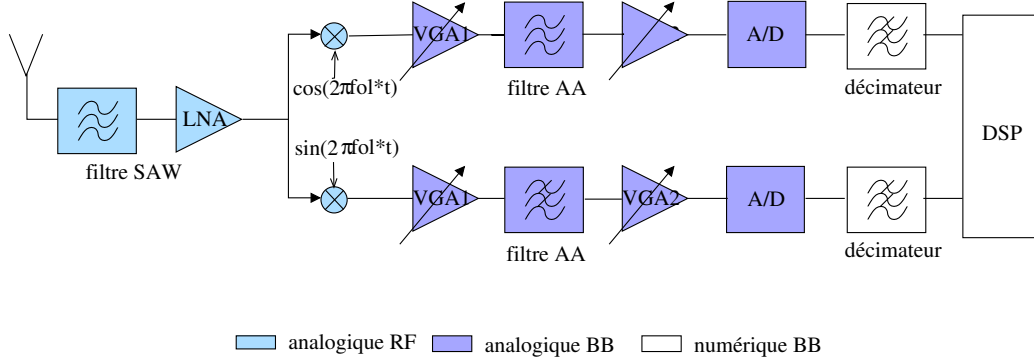 VGA1
A/D
filtre AA
décimateur
cos(2πfol*t)
LNA
filtre SAW
DSP
sin(2πfol*t)
VGA1
VGA2
A/D
filtre AA
décimateur
analogique RF
analogique BB
numérique BB